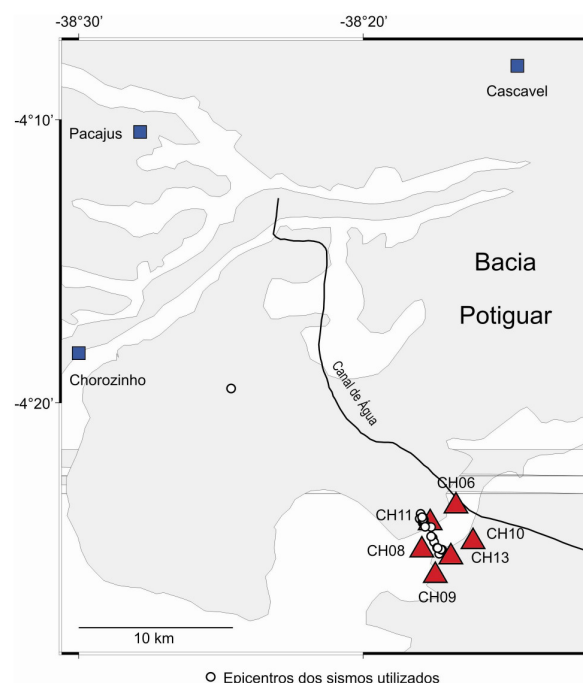 -38°30'
-38°20'
Cascavel
-4°10'
Pacajus
Bacia
Potiguar
Chorozinho
Canal de Água
-4°20'
CH06
CH11
CH10
CH08
CH13
CH09
10 km
Epicentros dos sismos utilizados